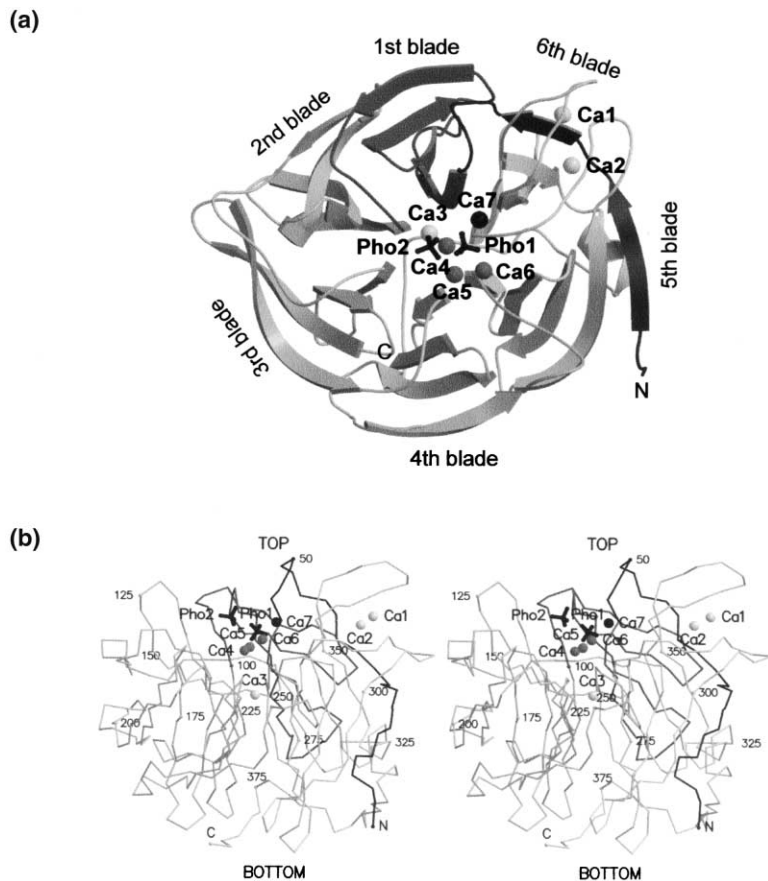 (a)
1st blade
6th blade
2nd blade
Ca1
Ca2
Ca3
Ca7
Pho2
Pho1
5th blade
Ca4
Ca6
Ca5
3rd blade
C
N
4th blade
(b)
TOP
50
125
Pho2
Pho1
Ca7
Ca1
Ca2
Ca5
Ca6
Ca4
150
100
350
Ca3
250
300
200
175
225
275
325
375
C
N
BOTTOM
TOP
50
125
Pho2
Pho1
Ca7
Ca1
Ca2
Ca5
Ca6
Ca4
150
100
350
Ca3
250
300
200
175
225
275
325
375
C
N
BOTTOM